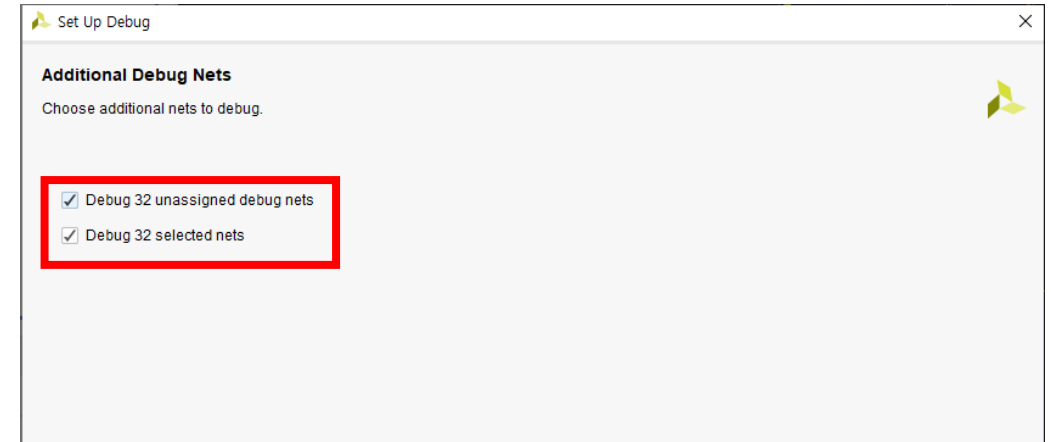 Set Up Debug
Additional Debug Nets
Choose additional nets to debug.
Debug 32 unassigned debug nets
Debug 32 selected nets